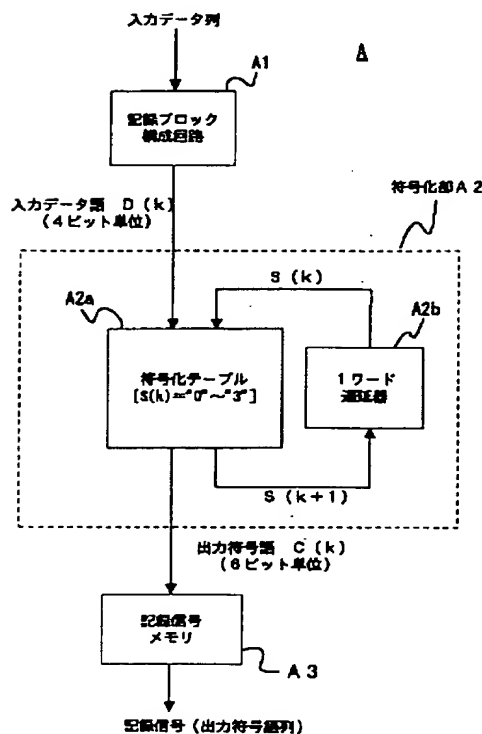 入力データ列
A
A1
記録ブロック
構成回路
入力データ語 D(k)
(4ビット単位)
符号化部A2
S(k)
A2a
A2b
符号化テーブル
[S(k)="0"~"3"]
1ワード
遅延器
S(k+1)
出力符号語 C(k)
(6ビット単位)
記録信号
メモリ
A3
記録信号(出力符号語列)